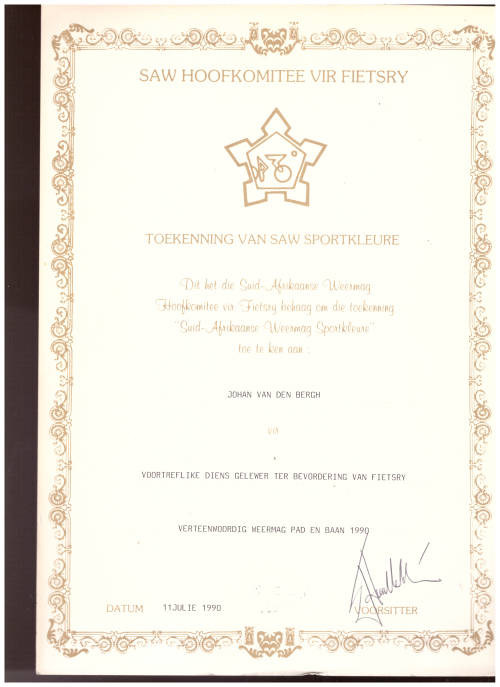 SAW HOOFKOMITEE VIR FIETSRY
TOEKENNING VAN SAW SPORTKLEURE
Dit het die Suid-Afrikaanse Weermag
Hoofkomitee vir Fietsry behaag om die toekenning
"Suid-Afrikaanse Weermag Sportkleure"
toe te ken aan :
JOHAN VAN DEN BERGH
vir
VOORTREFLIKE DIENS GELEWER TER BEVORDERING VAN FIETSRY
VERTEENWOORDIG WEERMAG PAD EN BAAN 1990
DATUM 11JULIE 1990 VOORSITTER